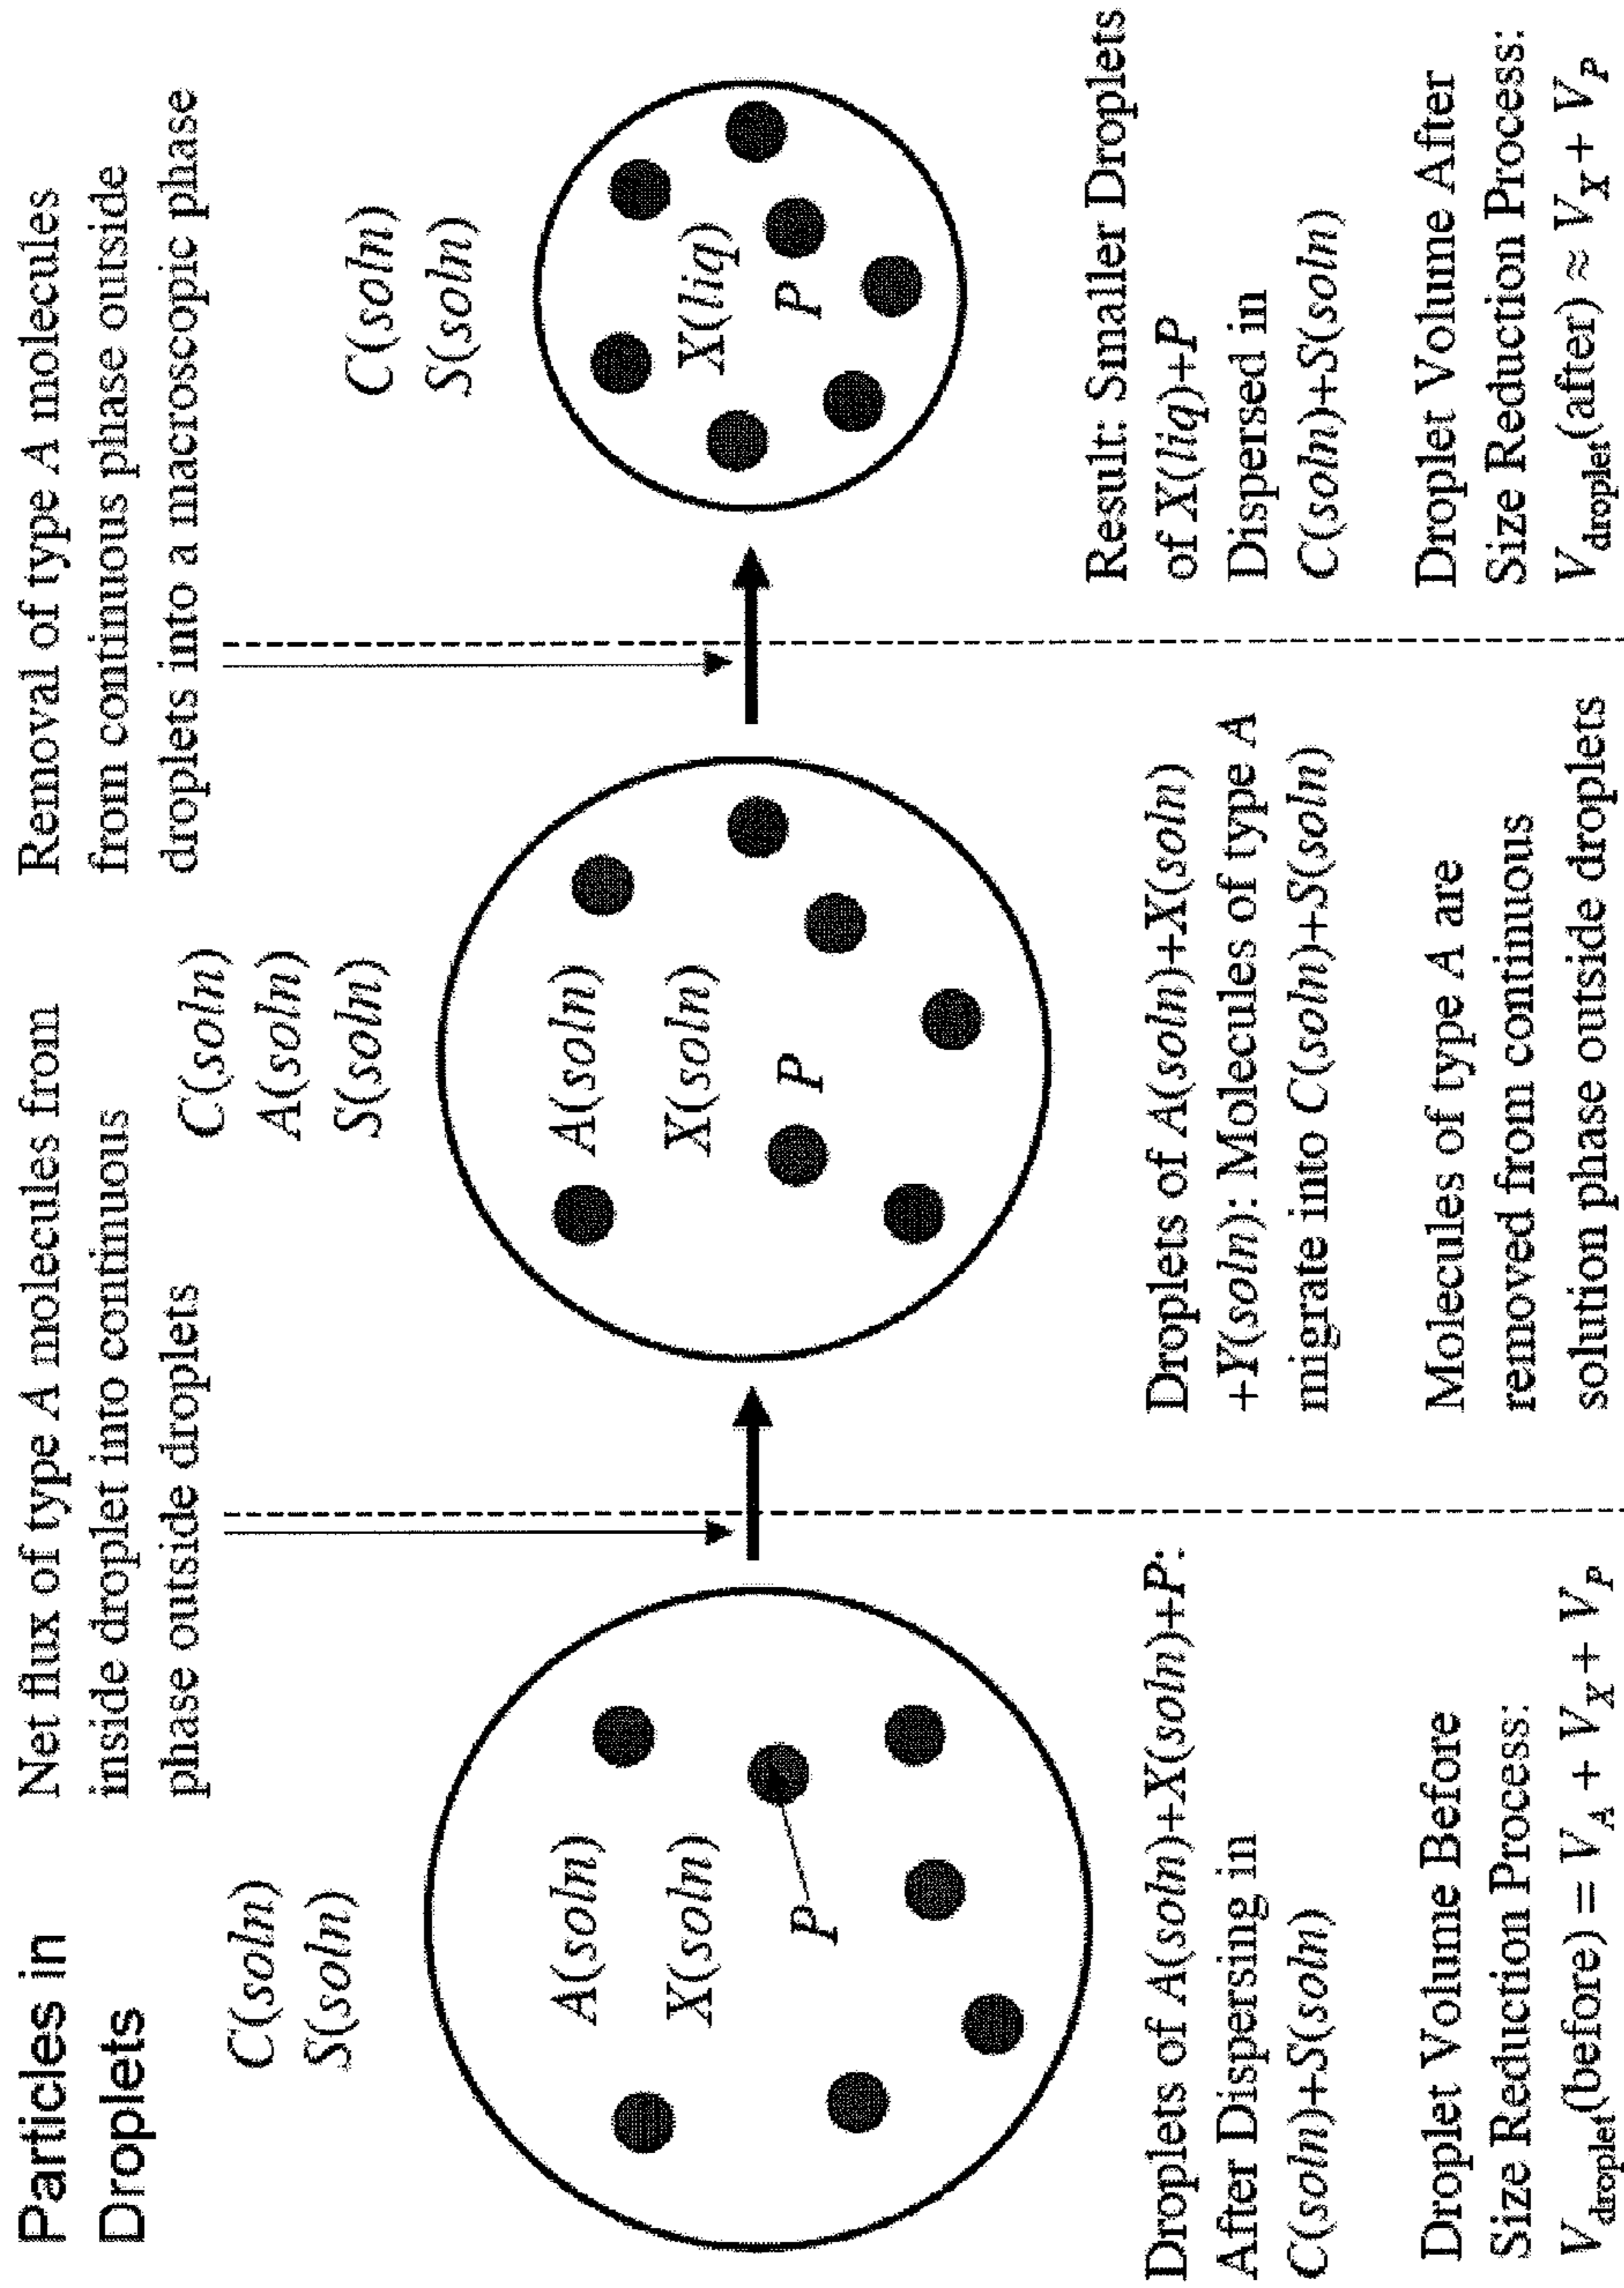 Particles in
Droplets
Net flux of type A molecules from
inside droplet into continuous
phase outside droplets
Removal of type A molecules
from continuous phase outside
droplets into a macroscopic phase
C(soln)
S(soln)
A(soln)
X(soln)
P
Droplets of A(soln)+X(soln)+P:
After Dispersing in
C(soln)+S(soln)
Droplet Volume Before
Size Reduction Process:
V_droplet(before) = V_A + V_X + V_P
C(soln)
A(soln)
S(soln)
A(soln)
X(soln)
P
Droplets of A(soln)+X(soln)
+Y(soln): Molecules of type A
migrate into C(soln)+S(soln)
Molecules of type A are
removed from continuous
solution phase outside droplets
C(soln)
S(soln)
X(liq)
P
Result: Smaller Droplets
of X(liq)+P
Dispersed in
C(soln)+S(soln)
Droplet Volume After
Size Reduction Process:
V_droplet(after) ≈ V_X + V_P